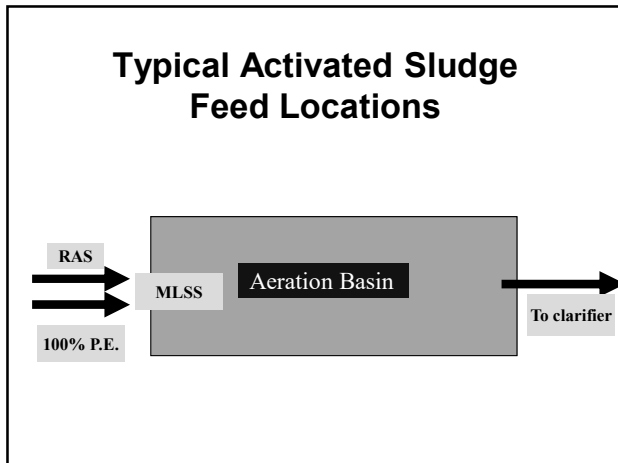 Typical Activated Sludge
Feed Locations
RAS
MLSS
Aeration Basin
100% P.E.
To clarifier